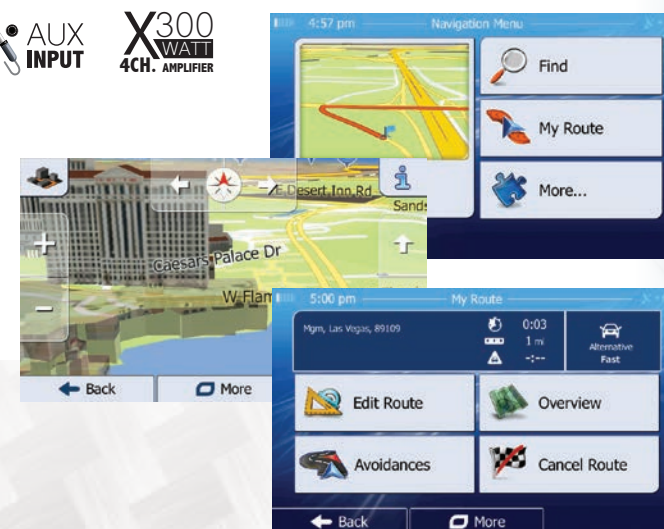 AUX
INPUT
X300
WATT
4CH. AMPLIFIER
4:57 pm
Navigation Menu
Find
My Route
More...
E Desert Inn Rd
Sands
Caesars Palace Dr
W Flam
Back
More
5:00 pm
My Route
Mgm, Las Vegas, 89109
0:03
1 mi
-:--
Alternative
Fast
Edit Route
Overview
Avoidances
Cancel Route
Back
More